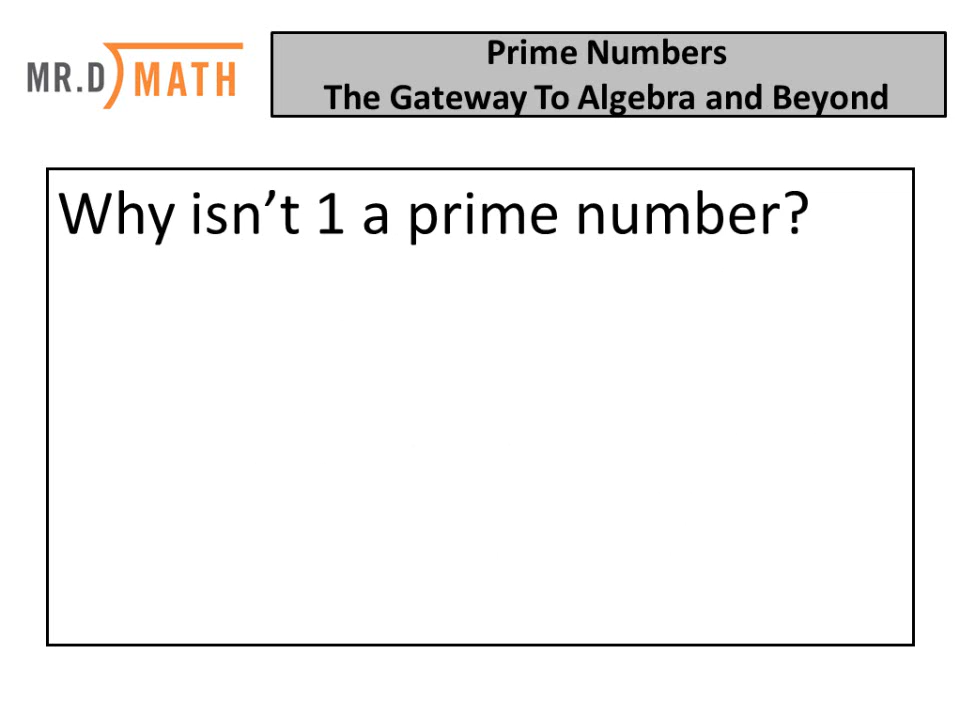 MR.D MATH
Prime Numbers
The Gateway To Algebra and Beyond
Why isn’t 1 a prime number?